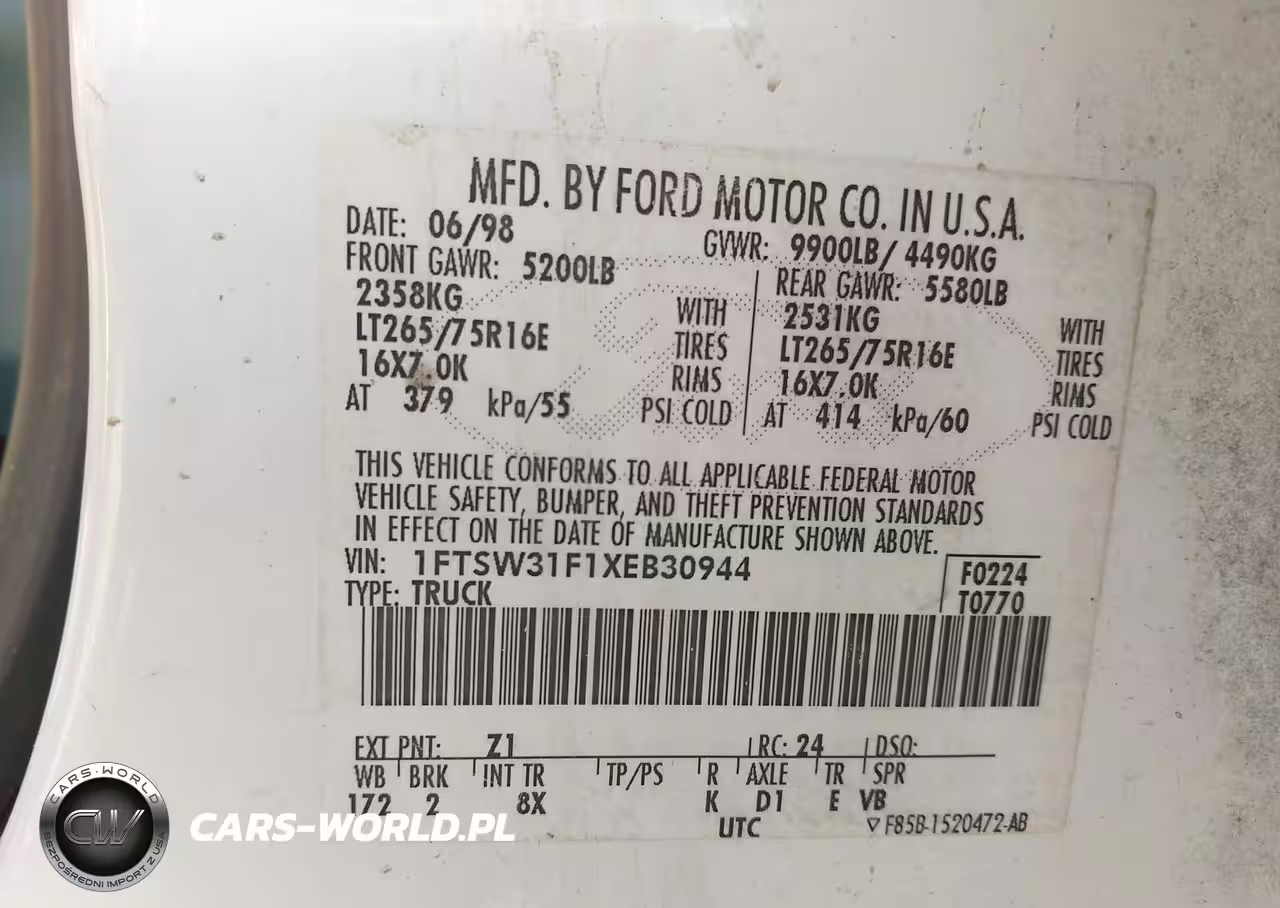 MFD. BY FORD MOTOR CO. IN U.S.A.
DATE: 06/98 GVWR: 9900LB/ 4490KG
FRONT GAWR: 5200LB REAR GAWR: 5580LB
2358KG WITH 2531KG WITH
LT265/75R16E TIRES LT265/75R16E TIRES
16X7.0K RIMS 16X7.0K RIMS
AT 379 kPa/55 PSI COLD AT 414 kPa/60 PSI COLD
THIS VEHICLE CONFORMS TO ALL APPLICABLE FEDERAL MOTOR
VEHICLE SAFETY, BUMPER, AND THEFT PREVENTION STANDARDS
IN EFFECT ON THE DATE OF MANUFACTURE SHOWN ABOVE.
VIN: 1FTSW31F1XEB30944 F0224
TYPE: TRUCK T0770
EXT PNT: Z1 RC: 24 DSO:
WB BRK INT TR TP/PS R AXLE TR SPR
172 2 8X K D1 E VB
UTC ▽ F85B-1520472-AB
CARS-WORLD
CW
BEZPOŚREDNI IMPORT Z USA
CARS-WORLD.PL